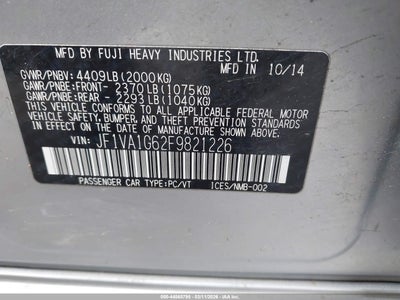 MFD BY FUJI HEAVY INDUSTRIES LTD.
MFD IN 10/14
GVWR/PNBV: 4409LB(2000KG)
GAWR/PNBE:FRONT- 2370LB(1075KG)
GAWR/PNBE:REAR - 2293LB(1040KG)
THIS VEHICLE CONFORMS TO ALL APPLICABLE FEDERAL MOTOR
VEHICLE SAFETY, BUMPER, AND THEFT PREVENTION STANDARDS
IN EFFECT ON THE DATE OF MANUFACTURE SHOWN ABOVE.
VIN: JF1VA1G62F9821226
PASSENGER CAR TYPE:PC/VT ICES/NMB-002